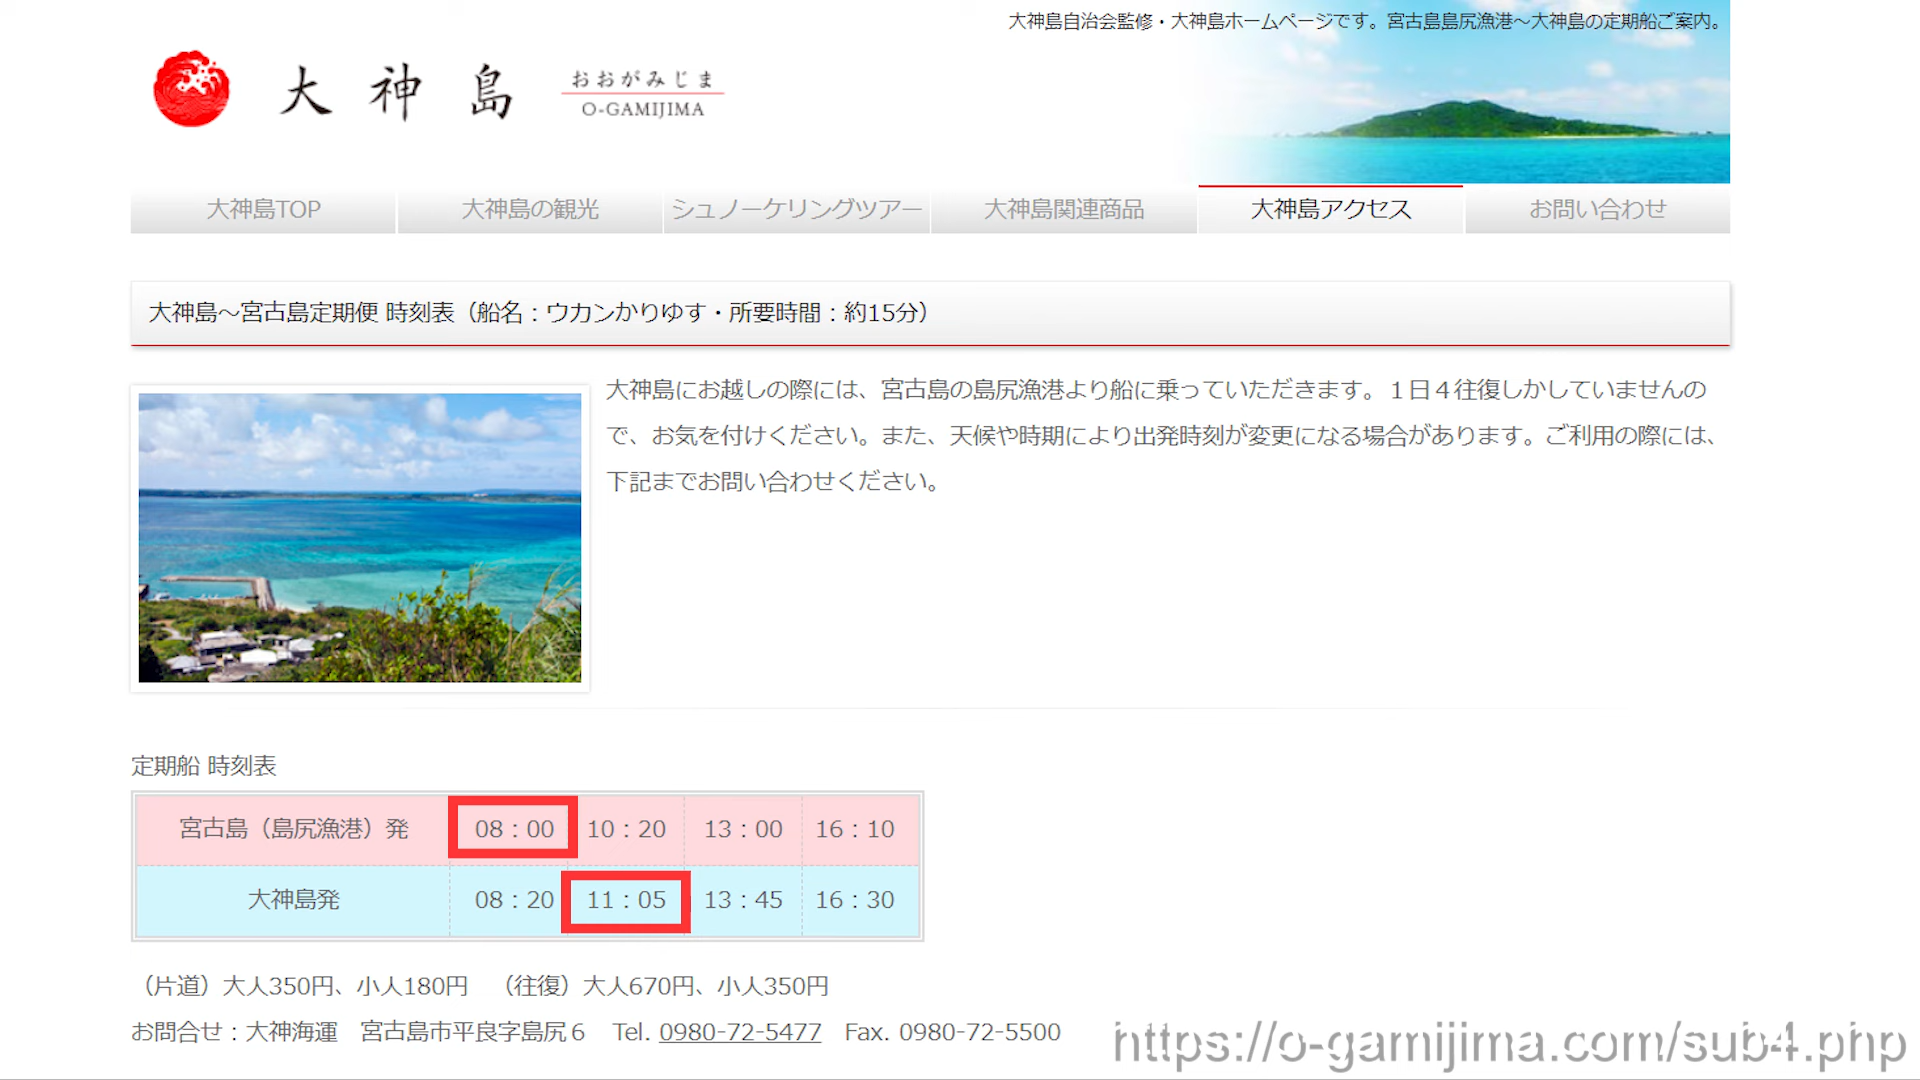 大神島自治会監修・大神島ホームページです。宮古島島尻漁港～大神島の定期船ご案内。
大神島
おおがみじま
O-GAMIJIMA
大神島TOP
大神島の観光
シュノーケリングツアー
大神島関連商品
大神島アクセス
お問い合わせ
大神島～宮古島定期便 時刻表（船名：ウカンかりゆす・所要時間：約15分）
大神島にお越しの際には、宮古島の島尻漁港より船に乗っていただきます。１日４往復しかしていませんの
で、お気を付けください。また、天候や時期により出発時刻が変更になる場合があります。ご利用の際には、
下記までお問い合わせください。
定期船 時刻表
宮古島（島尻漁港）発 08：00 10：20 13：00 16：10
大神島発 08：20 11：05 13：45 16：30
（片道）大人350円、小人180円　（往復）大人670円、小人350円
お問合せ：大神海運　宮古島市平良字島尻６　Tel. 0980-72-5477　Fax. 0980-72-5500
https://o-gamijima.com/sub4.php